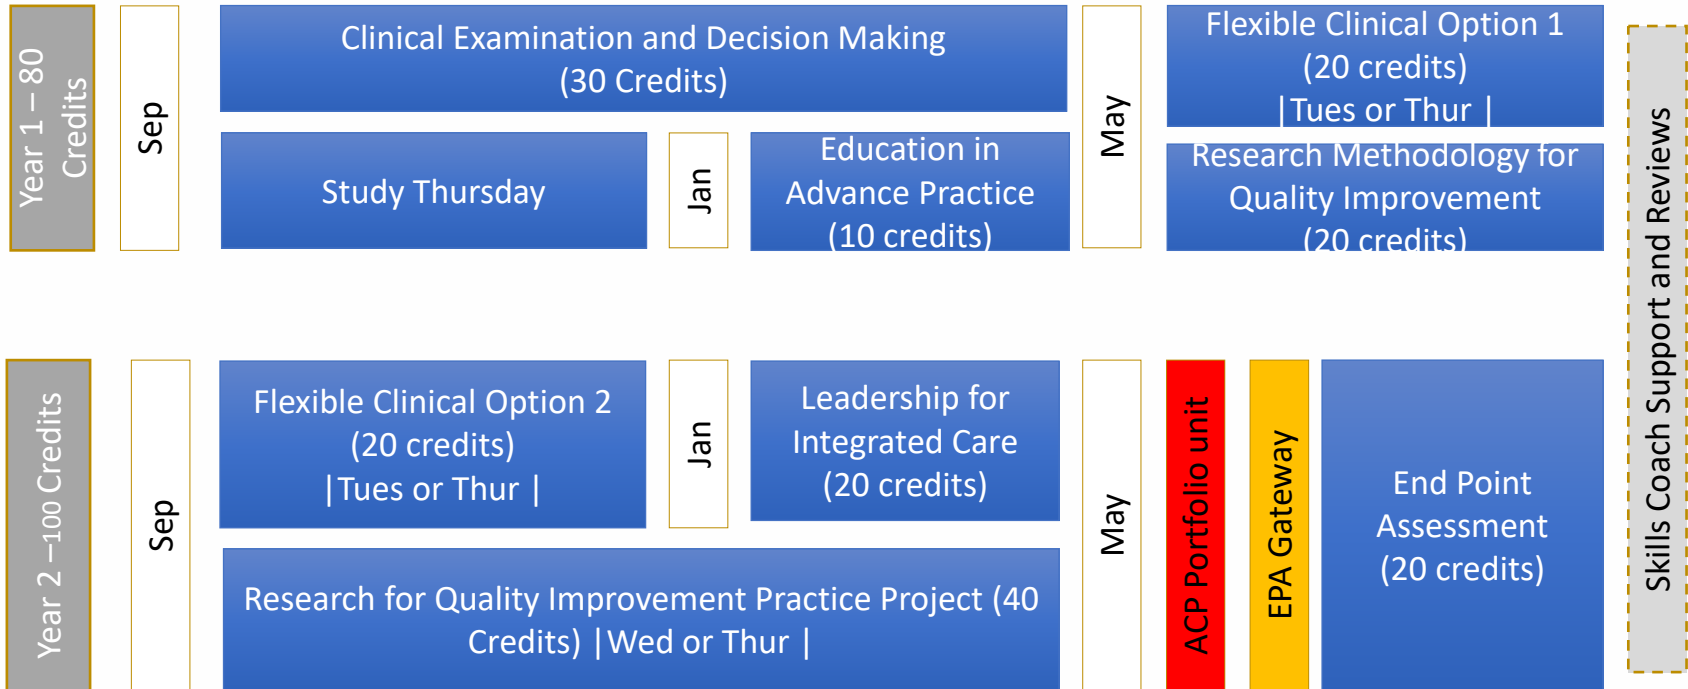 Year 1 – 80
Credits
Sep
Clinical Examination and Decision Making
(30 Credits)
Study Thursday
Jan
Education in
Advance Practice
(10 credits)
May
Flexible Clinical Option 1
(20 credits)
|Tues or Thur |
Research Methodology for
Quality Improvement
(20 credits)
Skills Coach Support and Reviews
Year 2 –100 Credits
Sep
Flexible Clinical Option 2
(20 credits)
|Tues or Thur |
Jan
Leadership for
Integrated Care
(20 credits)
Research for Quality Improvement Practice Project (40
Credits) |Wed or Thur |
May
ACP Portfolio unit
EPA Gateway
End Point
Assessment
(20 credits)